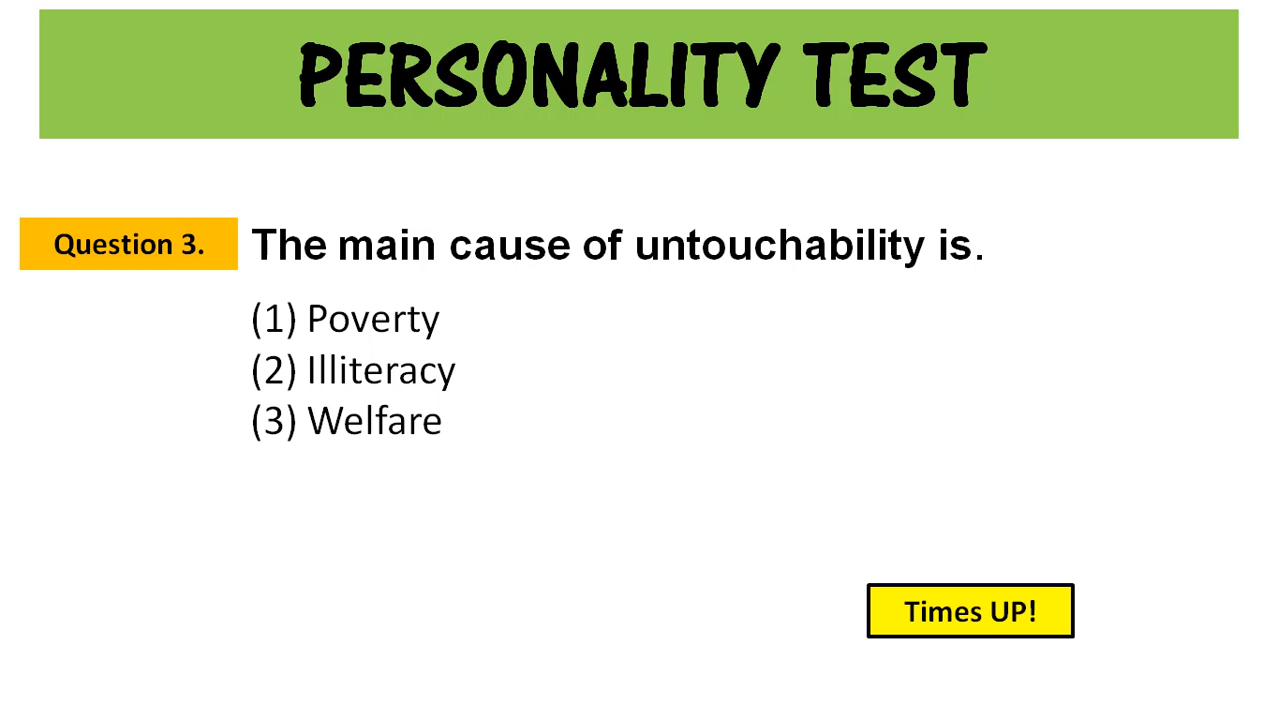 PERSONALITY TEST
Question 3. The main cause of untouchability is.
(1) Poverty
(2) Illiteracy
(3) Welfare
Times UP!